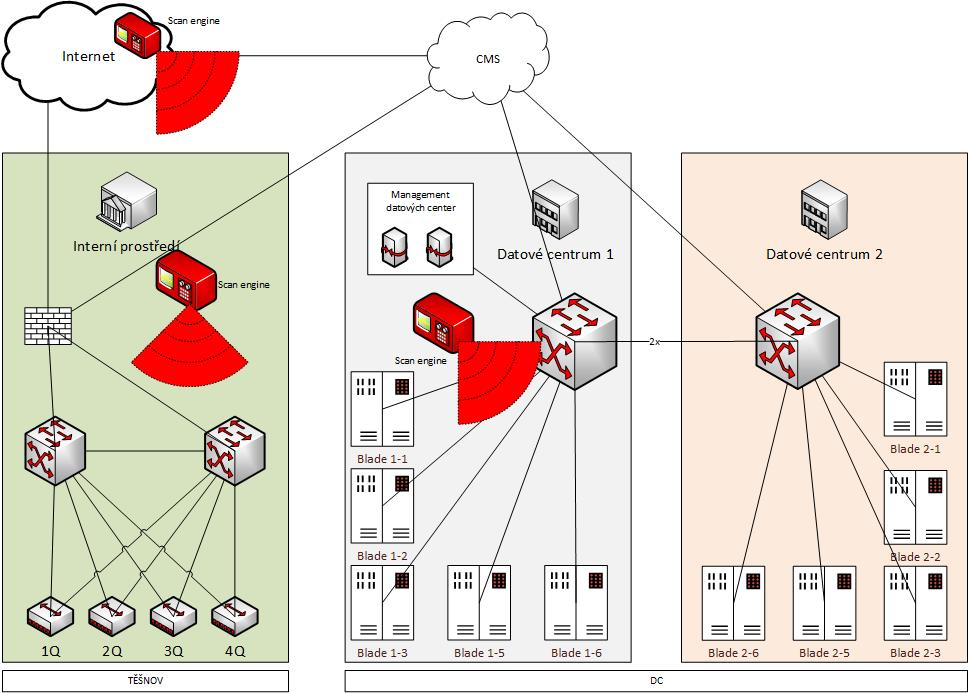 Scan engine
Internet
CMS
Interní prostředí
Scan engine
Management
datových center
Datové centrum 1
Datové centrum 2
Scan engine
2x
Blade 1-1
Blade 1-2
Blade 1-3
Blade 1-5
Blade 1-6
Blade 2-1
Blade 2-2
Blade 2-6
Blade 2-5
Blade 2-3
1Q
2Q
3Q
4Q
TĚŠNOV
DC